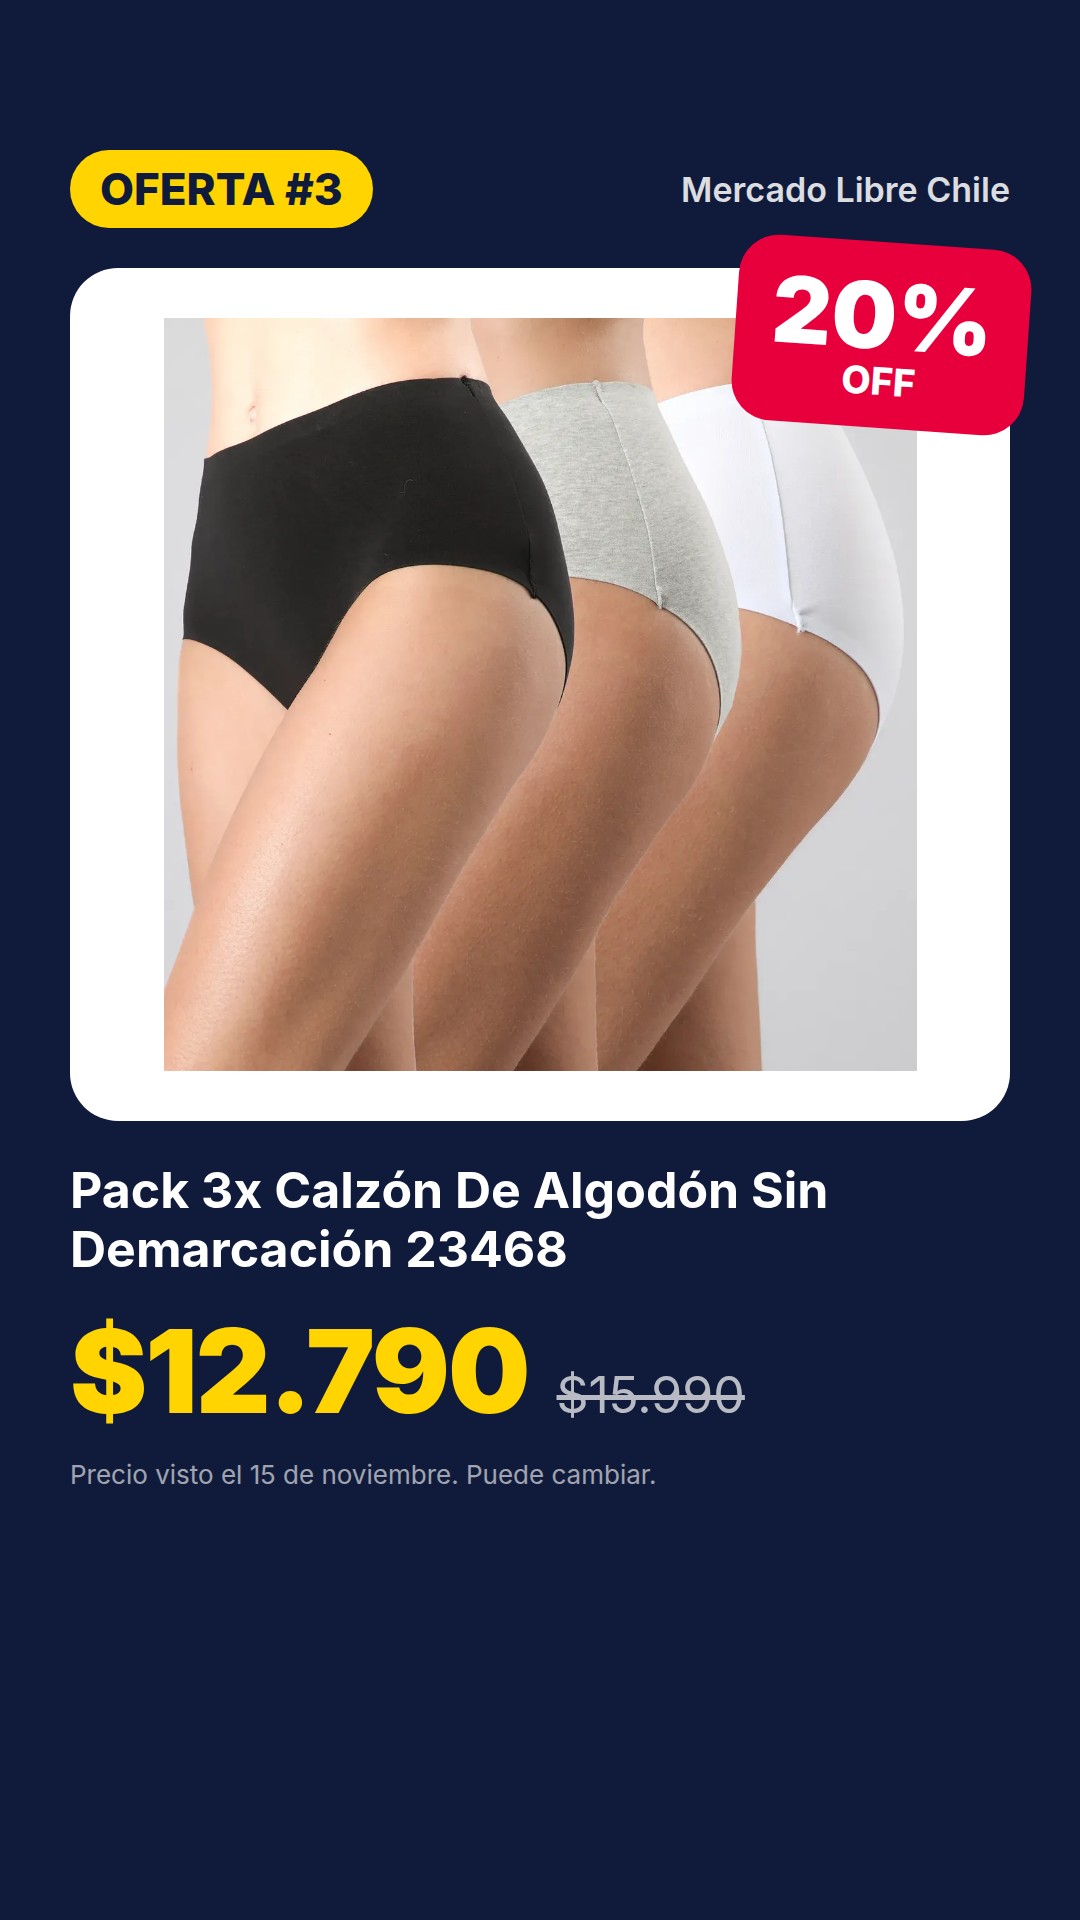 OFERTA #3
Mercado Libre Chile
20%
OFF
Pack 3x Calzón De Algodón Sin
Demarcación 23468
$12.790 $15.990
Precio visto el 15 de noviembre. Puede cambiar.